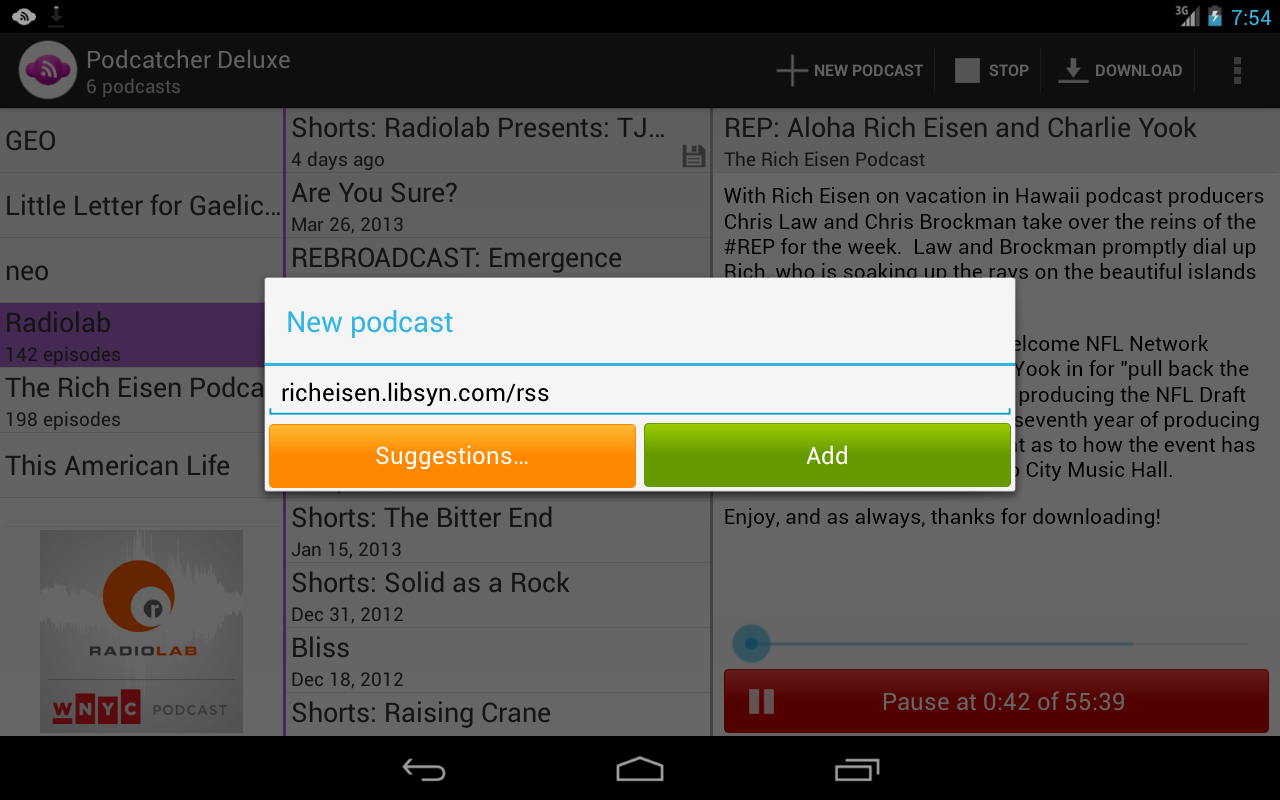 3G 7:54
Podcatcher Deluxe
6 podcasts
NEW PODCAST
STOP
DOWNLOAD
GEO
Little Letter for Gaelic...
neo
Radiolab
142 episodes
The Rich Eisen Podca
198 episodes
This American Life
RADIOLAB
WNYC PODCAST
Shorts: Radiolab Presents: TJ...
4 days ago
Are You Sure?
Mar 26, 2013
REBROADCAST: Emergence
Shorts: The Bitter End
Jan 15, 2013
Shorts: Solid as a Rock
Dec 31, 2012
Bliss
Dec 18, 2012
Shorts: Raising Crane
REP: Aloha Rich Eisen and Charlie Yook
The Rich Eisen Podcast
With Rich Eisen on vacation in Hawaii podcast producers
Chris Law and Chris Brockman take over the reins of the
#REP for the week. Law and Brockman promptly dial up
Rich, who is soaking up the rays on the beautiful islands
elcome NFL Network
Yook in for "pull back the
producing the NFL Draft
seventh year of producing
t as to how the event has
o City Music Hall.
Enjoy, and as always, thanks for downloading!
Pause at 0:42 of 55:39
New podcast
richeisen.libsyn.com/rss
Suggestions...
Add